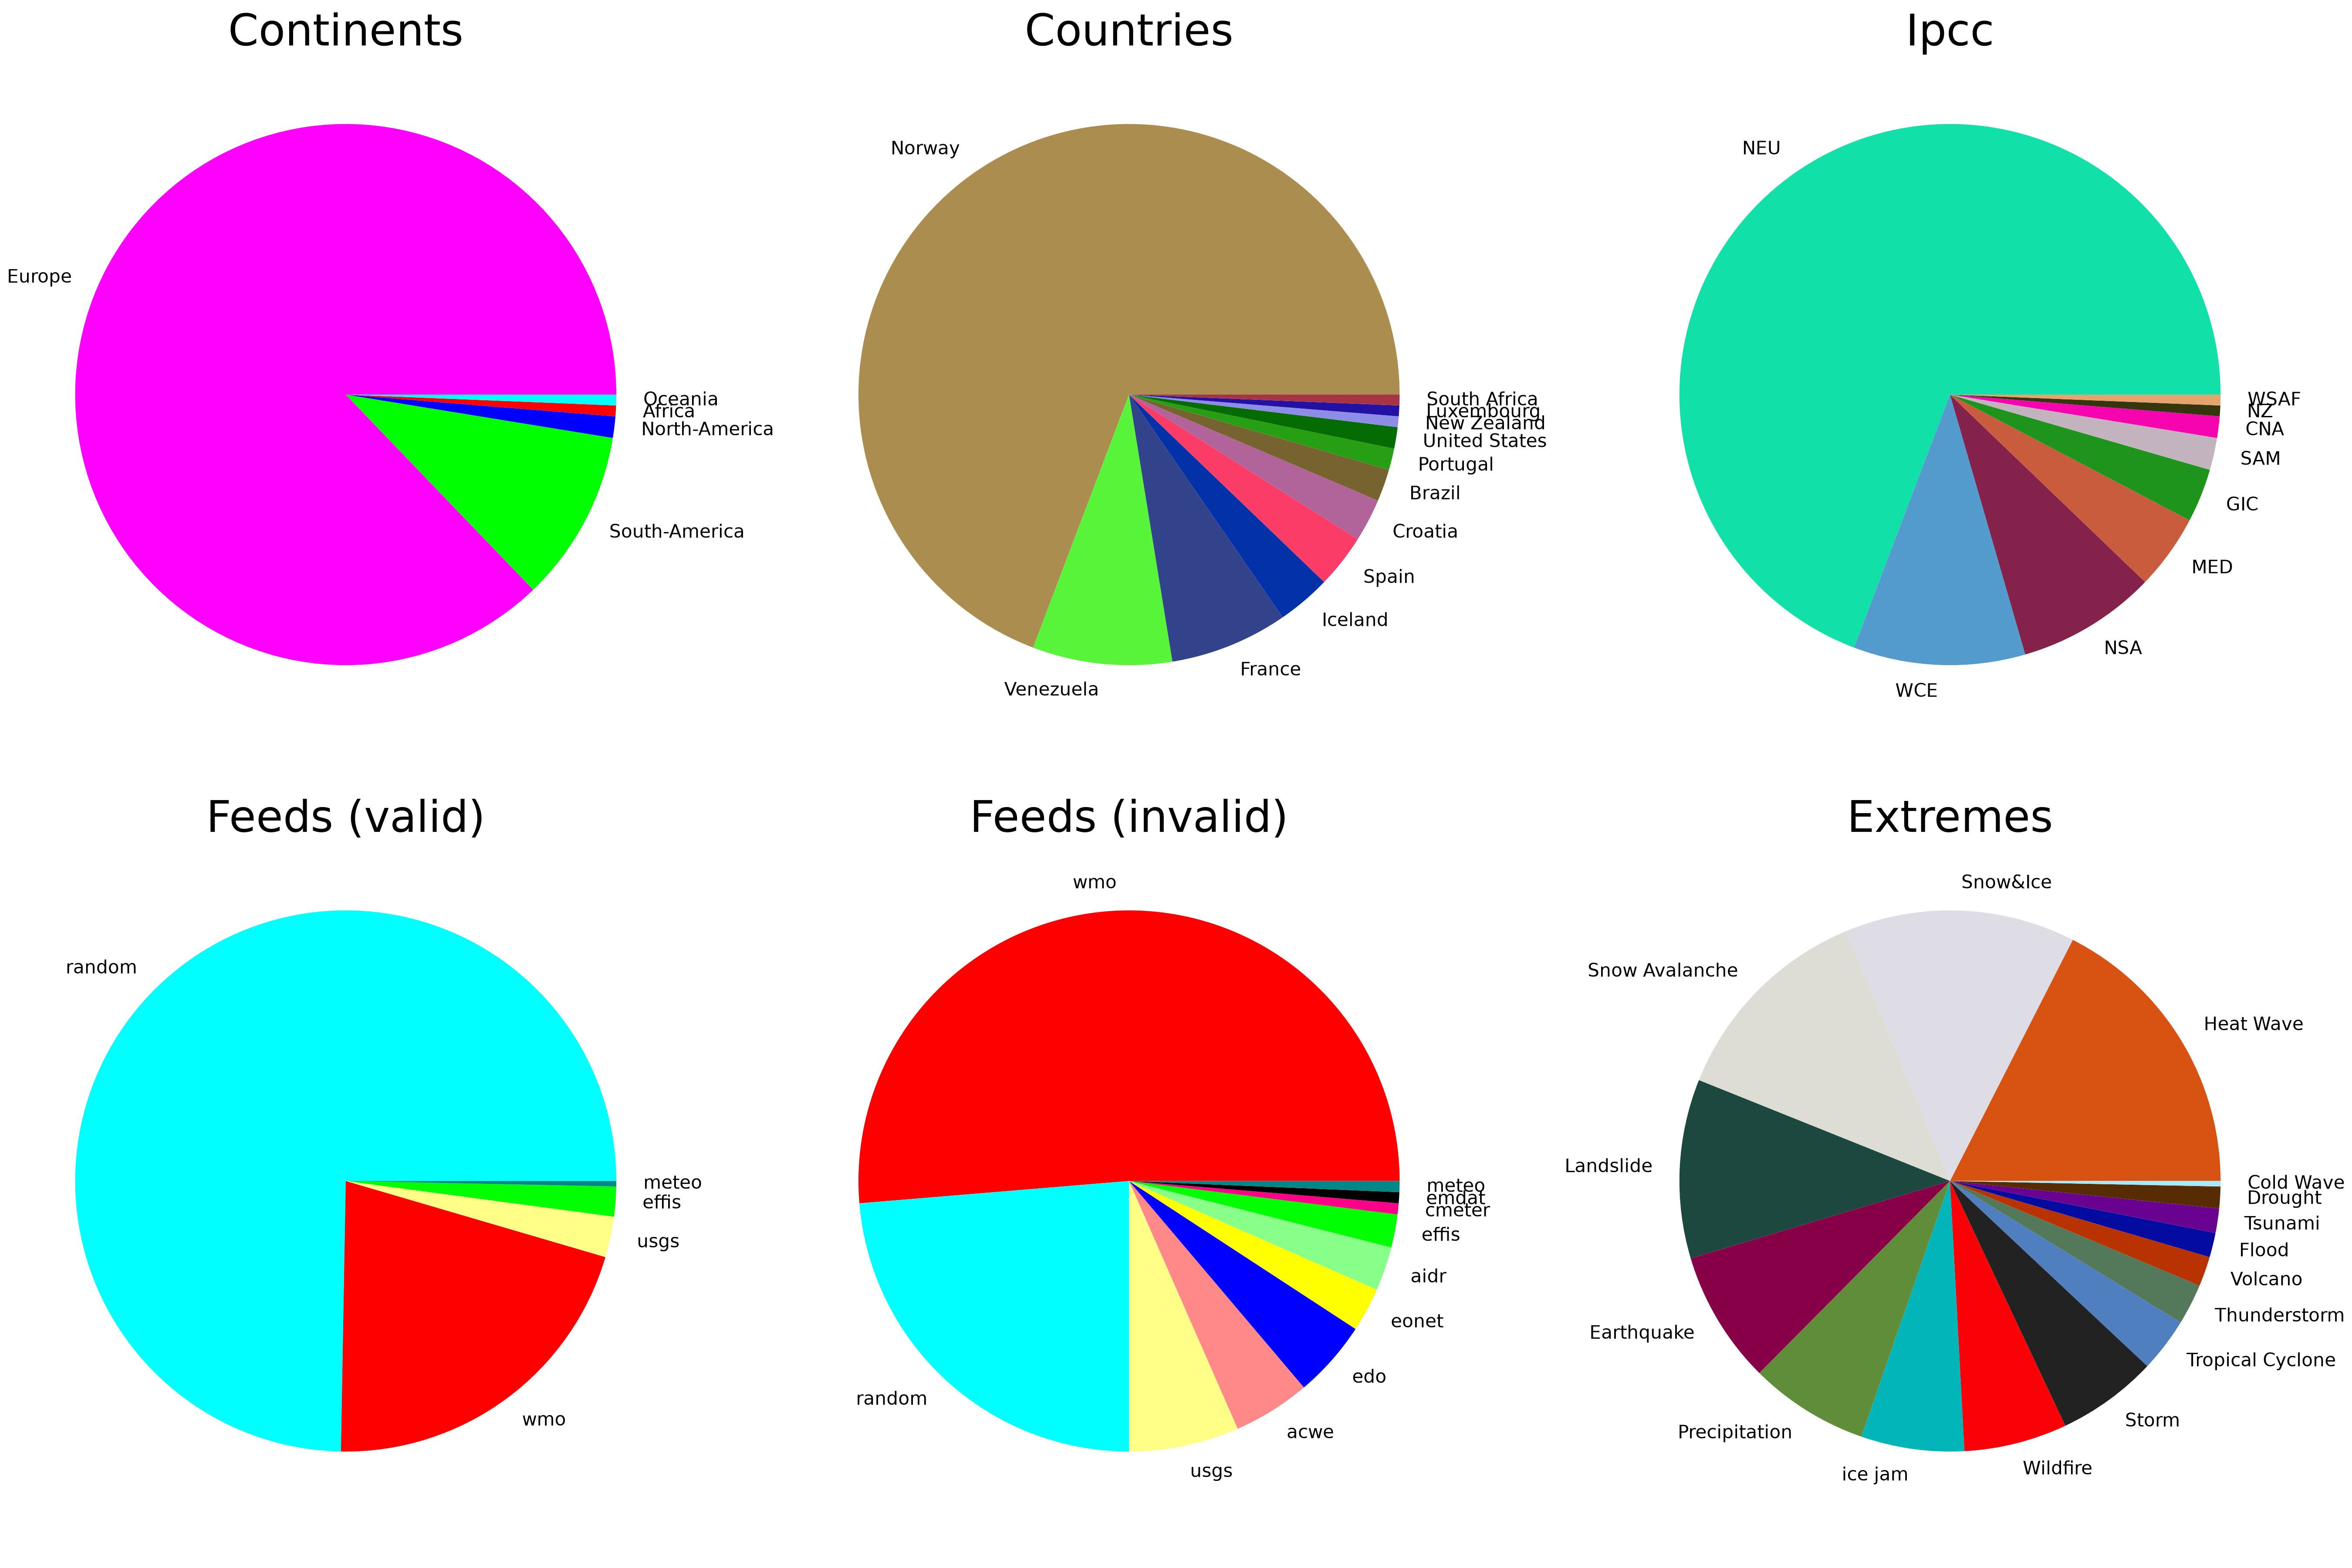 Continents
Europe
Oceania
Africa
North-America
South-America
Countries
Norway
South Africa
Luxembourg
New Zealand
United States
Portugal
Brazil
Croatia
Spain
Iceland
France
Venezuela
Ipcc
NEU
WSAF
NZ
CNA
SAM
GIC
MED
NSA
WCE
Feeds (valid)
random
meteo
effis
usgs
wmo
Feeds (invalid)
wmo
meteo
emdat
cmeter
effis
aidr
eonet
edo
acwe
usgs
random
Extremes
Snow&Ice
Snow Avalanche
Heat Wave
Landslide
Cold Wave
Drought
Tsunami
Flood
Volcano
Thunderstorm
Tropical Cyclone
Earthquake
Storm
Precipitation
Wildfire
ice jam